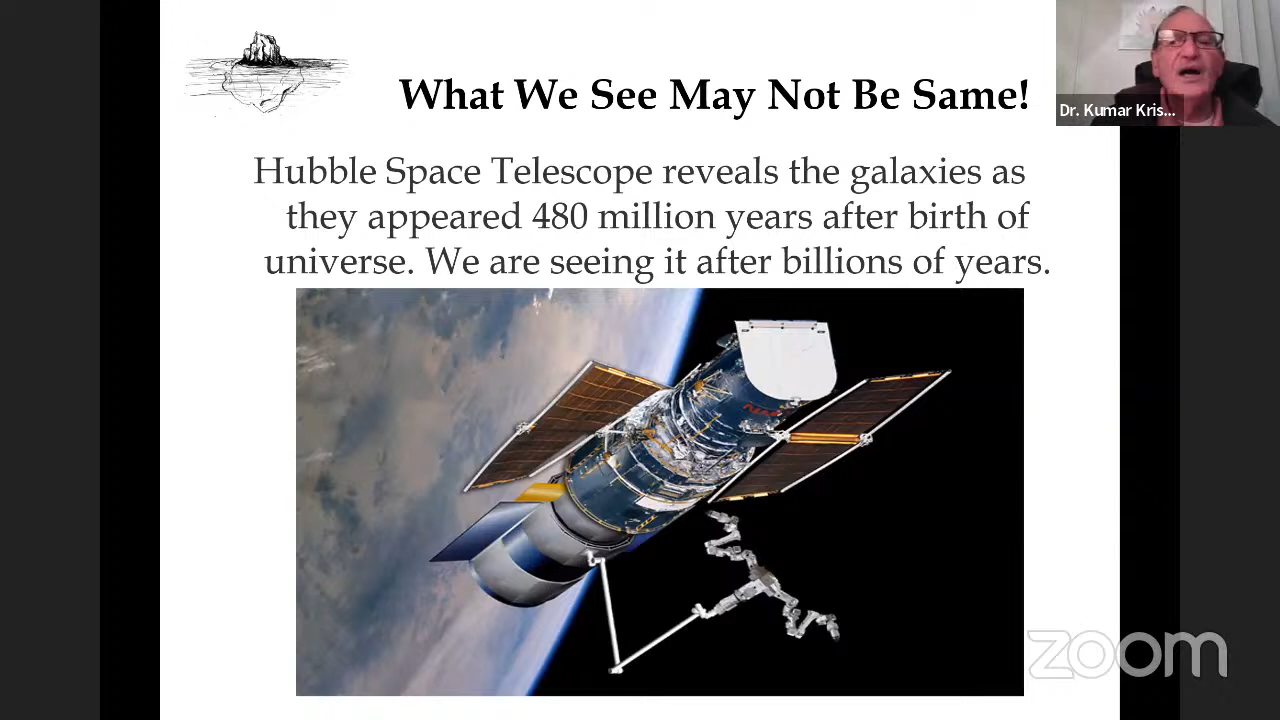 What We See May Not Be Same!
Dr. Kumar Kris...
Hubble Space Telescope reveals the galaxies as
they appeared 480 million years after birth of
universe. We are seeing it after billions of years.
zoom